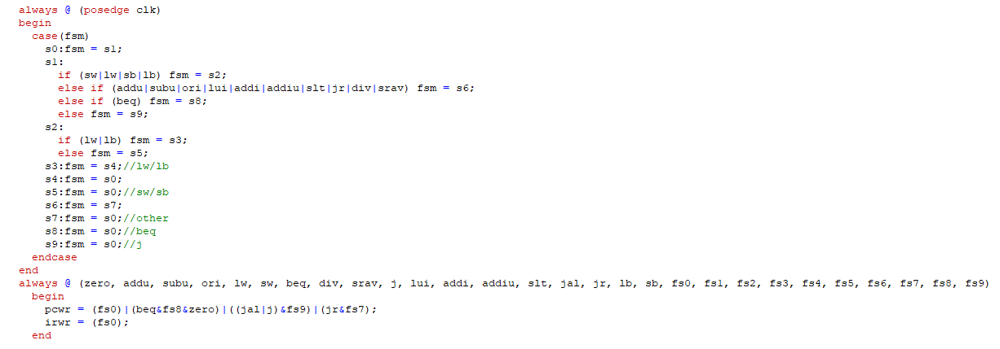 always @ (posedge clk)
begin
case(fsm)
s0:fsm = s1;
s1:
if (sw|lw|sb|lb) fsm = s2;
else if (addu|subu|ori|lui|addi|addiu|slt|jr|div|srav) fsm = s6;
else if (beq) fsm = s8;
else fsm = s9;
s2:
if (lw|lb) fsm = s3;
else fsm = s5;
s3:fsm = s4;//lw/lb
s4:fsm = s0;
s5:fsm = s0;//sw/sb
s6:fsm = s7;
s7:fsm = s0;//other
s8:fsm = s0;//beq
s9:fsm = s0;//j
endcase
end
always @ (zero, addu, subu, ori, lw, sw, beq, div, srav, j, lui, addi, addiu, slt, jal, jr, lb, sb, fs0, fs1, fs2, fs3, fs4, fs5, fs6, fs7, fs8, fs9)
begin
pcwr = (fs0)|(beq&fs8&zero)|((jal|j)&fs9)|(jr&fs7);
irwr = (fs0);
end